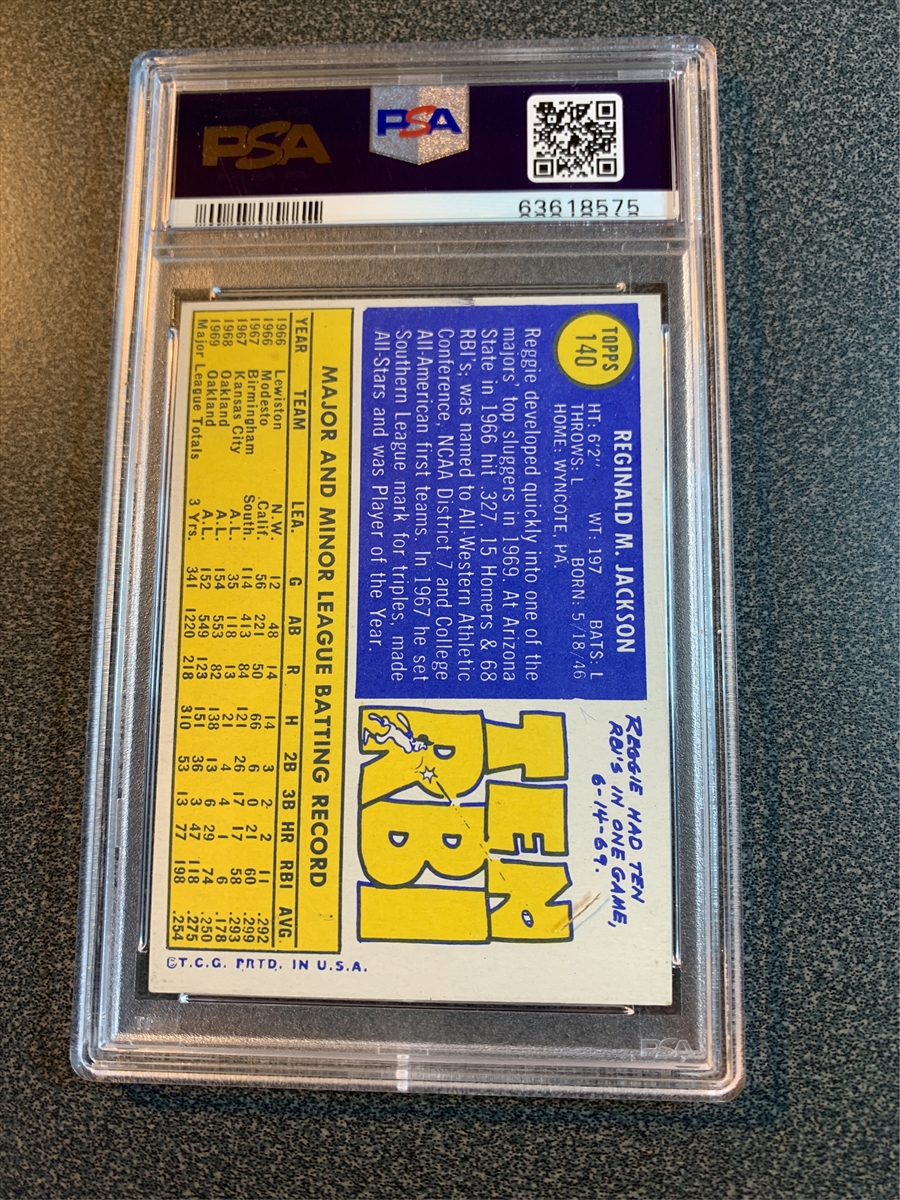 PSA
PSA
63618575
TOPPS
140
REGINALD M. JACKSON
HT: 6'2" WT: 197 BATS: L
THROWS: L BORN: 5/18/46
HOME: WYNCOTE, PA.
Reggie developed quickly into one of the
majors' top sluggers in 1969. At Arizona
State in 1966 hit .327, 15 Homers & 68
RBI's, was named to All-Western Athletic
Conference, NCAA District 7 and College
All-American first teams. In 1967 he set
Southern League mark for triples, made
All-Stars and was Player of the Year.
REGGIE HAD TEN
RBI'S IN ONE GAME,
6-14-69.
TEN
RBI
MAJOR AND MINOR LEAGUE BATTING RECORD
YEAR TEAM LEA. G AB R H 2B 3B HR RBI AVG.
1966 Lewiston N.W. 12 48 14 14 3 2 2 11 .292
1966 Modesto Calif. 56 221 50 66 6 0 21 60 .299
1967 Birmingham South. 114 413 84 121 26 17 17 58 .293
1967 Kansas City A.L. 35 118 13 21 4 4 1 6 .178
1968 Oakland A.L. 154 553 82 138 13 6 29 74 .250
1969 Oakland A.L. 152 549 123 151 36 3 47 118 .275
Major League Totals 3 Yrs. 341 1220 218 310 53 13 77 198 .254
©T.C.G. PRTD. IN U.S.A.
PSA